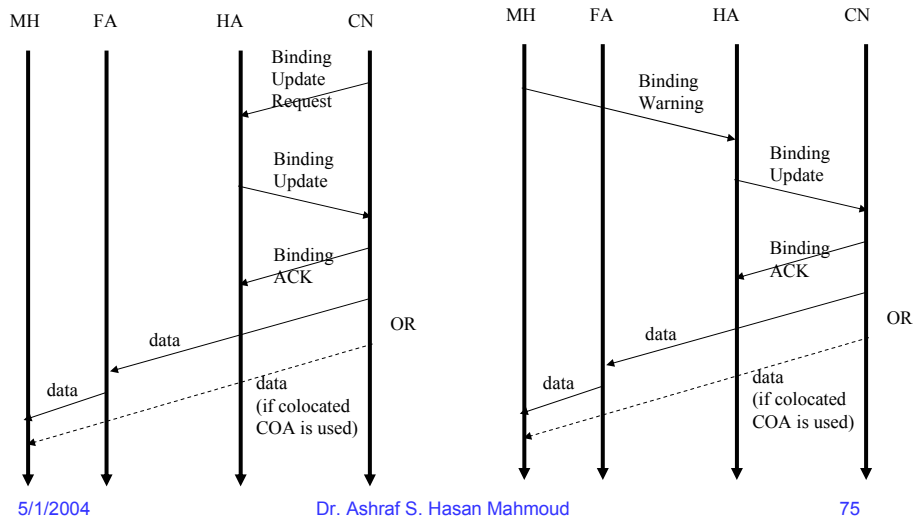 MH FA HA CN
Binding
Update
Request
Binding
Update
Binding
ACK
OR
data
data
data
(if colocated
COA is used)
MH FA HA CN
Binding
Warning
Binding
Update
Binding
ACK
OR
data
data
data
(if colocated
COA is used)
5/1/2004 Dr. Ashraf S. Hasan Mahmoud 75